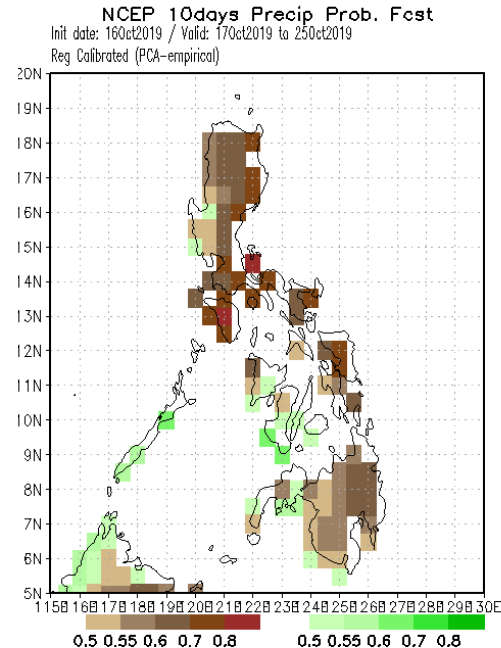 NCEP 10days Precip Prob. Fcst
Init date: 16Oct2019 / Valid: 17Oct2019 to 25Oct2019
Reg Calibrated (PCA-empirical)
20N
19N
18N
17N
16N
15N
14N
13N
12N
11N
10N
9N
8N
7N
6N
5N
115E 116E 117E 118E 119E 120E 121E 122E 123E 124E 125E 126E 127E 128E 129E 130E
0.5 0.55 0.6 0.7 0.8 0.5 0.55 0.6 0.7 0.8